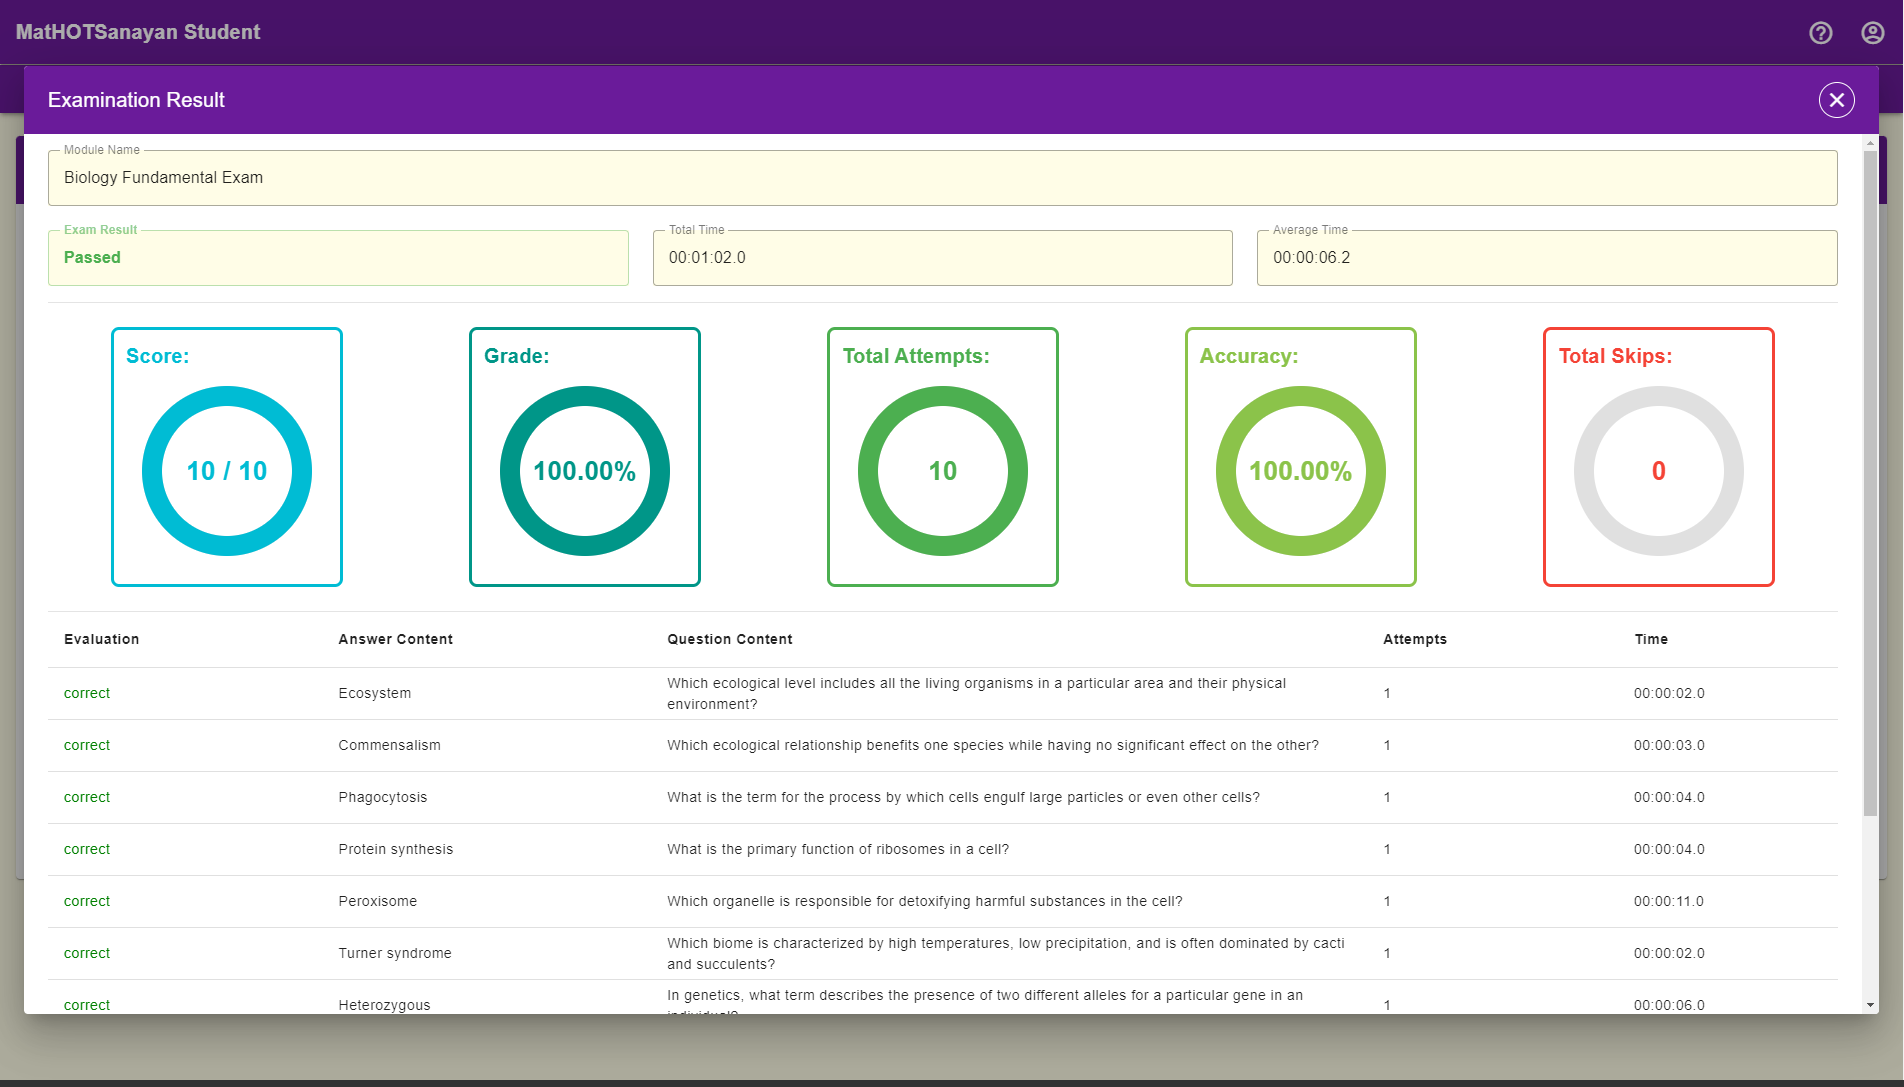 MatHOTSanayan Student
Examination Result
Module Name
Biology Fundamental Exam
Exam Result
Passed
Total Time
00:01:02.0
Average Time
00:00:06.2
Score:
10 / 10
Grade:
100.00%
Total Attempts:
10
Accuracy:
100.00%
Total Skips:
0
Evaluation Answer Content Question Content Attempts Time
correct Ecosystem Which ecological level includes all the living organisms in a particular area and their physical
environment? 1 00:00:02.0
correct Commensalism Which ecological relationship benefits one species while having no significant effect on the other? 1 00:00:03.0
correct Phagocytosis What is the term for the process by which cells engulf large particles or even other cells? 1 00:00:04.0
correct Protein synthesis What is the primary function of ribosomes in a cell? 1 00:00:04.0
correct Peroxisome Which organelle is responsible for detoxifying harmful substances in the cell? 1 00:00:11.0
correct Turner syndrome Which biome is characterized by high temperatures, low precipitation, and is often dominated by cacti
and succulents? 1 00:00:02.0
correct Heterozygous In genetics, what term describes the presence of two different alleles for a particular gene in an
1 00:00:06.0